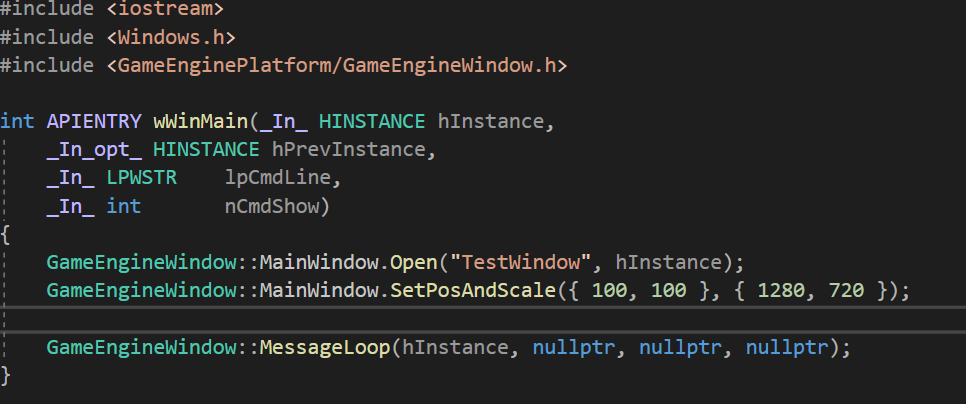 #include <iostream>
#include <Windows.h>
#include <GameEnginePlatform/GameEngineWindow.h>
int APIENTRY wWinMain(_In_ HINSTANCE hInstance,
_In_opt_ HINSTANCE hPrevInstance,
_In_ LPWSTR lpCmdLine,
_In_ int nCmdShow)
{
GameEngineWindow::MainWindow.Open("TestWindow", hInstance);
GameEngineWindow::MainWindow.SetPosAndScale({ 100, 100 }, { 1280, 720 });
GameEngineWindow::MessageLoop(hInstance, nullptr, nullptr, nullptr);
}